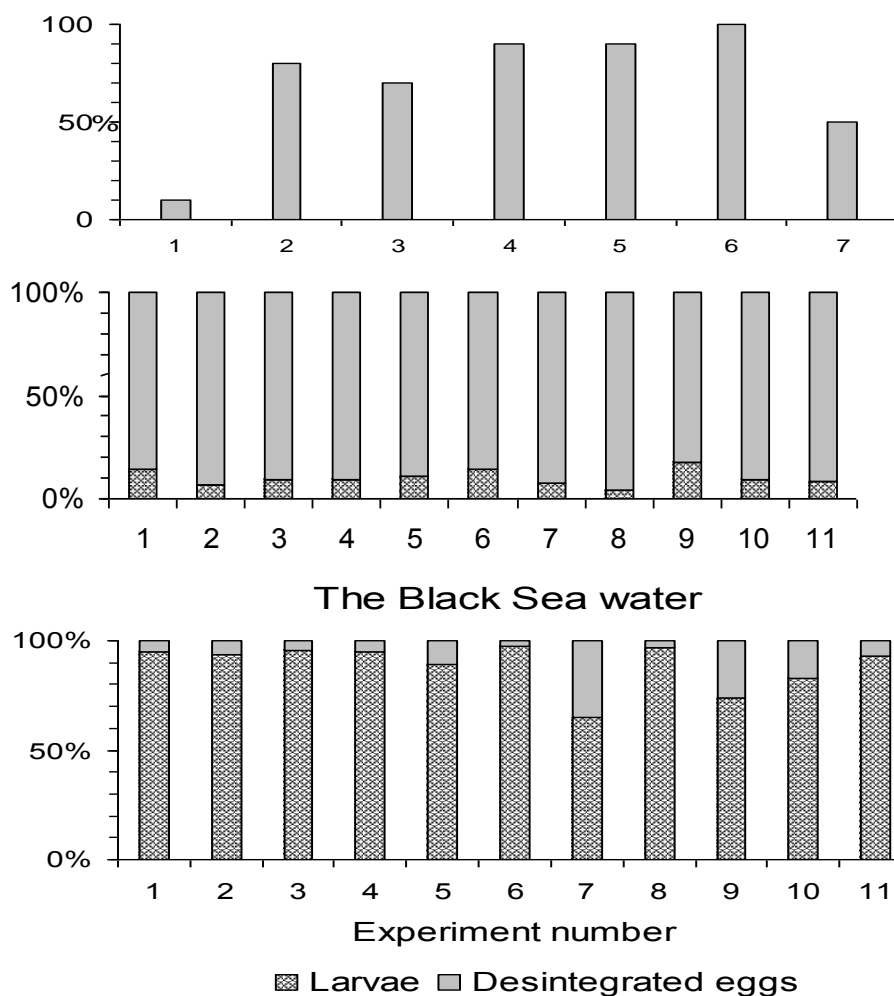 100
50%
0
1 2 3 4 5 6 7
100%
50%
0%
1 2 3 4 5 6 7 8 9 10 11
The Black Sea water
100%
50%
0%
1 2 3 4 5 6 7 8 9 10 11
Experiment number
Larvae Desintegrated eggs